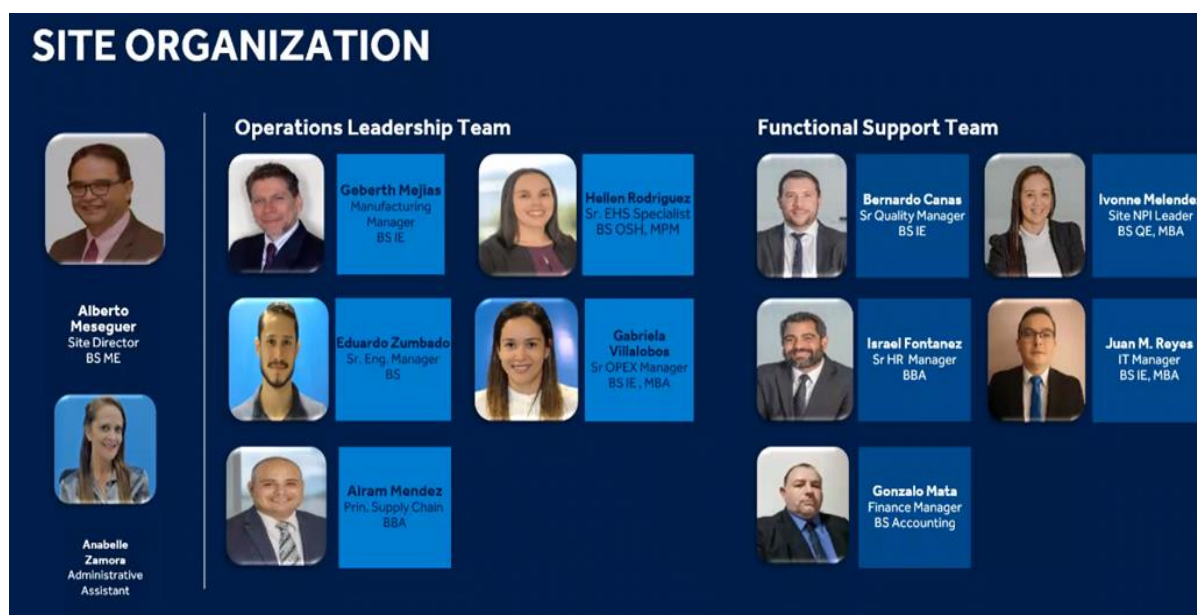 SITE ORGANIZATION
Alberto
Meseguer
Site Director
BS ME
Anabelle
Zamora
Administrative
Assistant
Operations Leadership Team
Geberth Mejias
Manufacturing
Manager
BS IE
Hellen Rodriguez
Sr. EHS Specialist
BS OSH, MPM
Eduardo Zumbado
Sr. Eng. Manager
BS
Gabriela
Villalobos
Sr OPEX Manager
BS IE , MBA
Airam Mendez
Prin. Supply Chain
BBA
Functional Support Team
Bernardo Canas
Sr Quality Manager
BS IE
Ivonne Melendez
Site NPI Leader
BS QE, MBA
Israel Fontanez
Sr HR Manager
BBA
Juan M. Reyes
IT Manager
BS IE, MBA
Gonzalo Mata
Finance Manager
BS Accounting